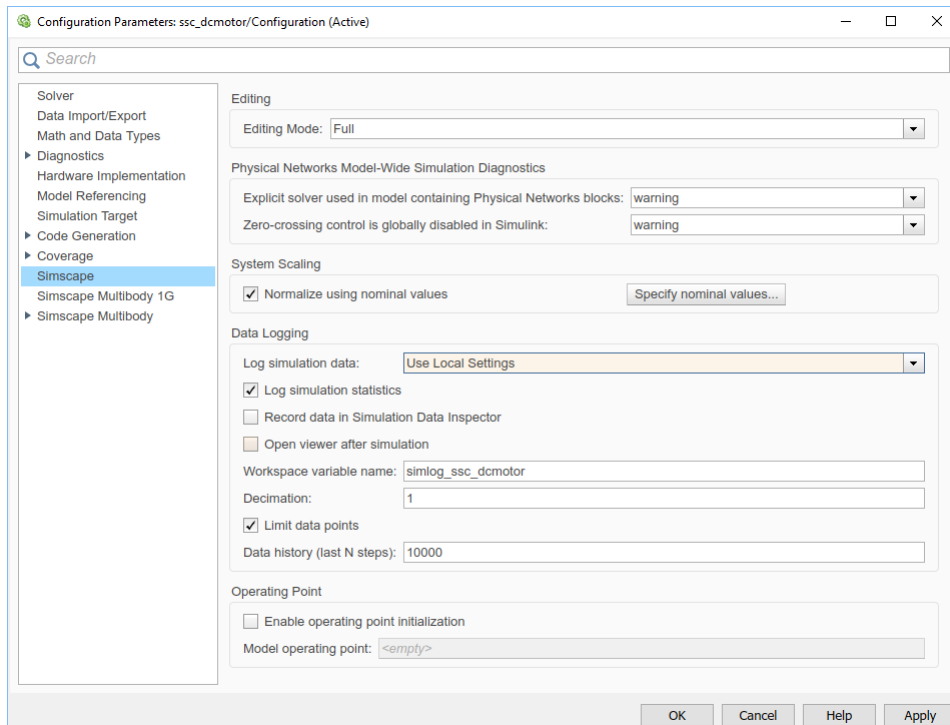 Configuration Parameters: ssc_dcmotor/Configuration (Active)
Search
Solver
Data Import/Export
Math and Data Types
Diagnostics
Hardware Implementation
Model Referencing
Simulation Target
Code Generation
Coverage
Simscape
Simscape Multibody 1G
Simscape Multibody
Editing
Editing Mode: Full
Physical Networks Model-Wide Simulation Diagnostics
Explicit solver used in model containing Physical Networks blocks: warning
Zero-crossing control is globally disabled in Simulink: warning
System Scaling
Normalize using nominal values Specify nominal values...
Data Logging
Log simulation data: Use Local Settings
Log simulation statistics
Record data in Simulation Data Inspector
Open viewer after simulation
Workspace variable name: simlog_ssc_dcmotor
Decimation: 1
Limit data points
Data history (last N steps): 10000
Operating Point
Enable operating point initialization
Model operating point: <empty>
OK Cancel Help Apply